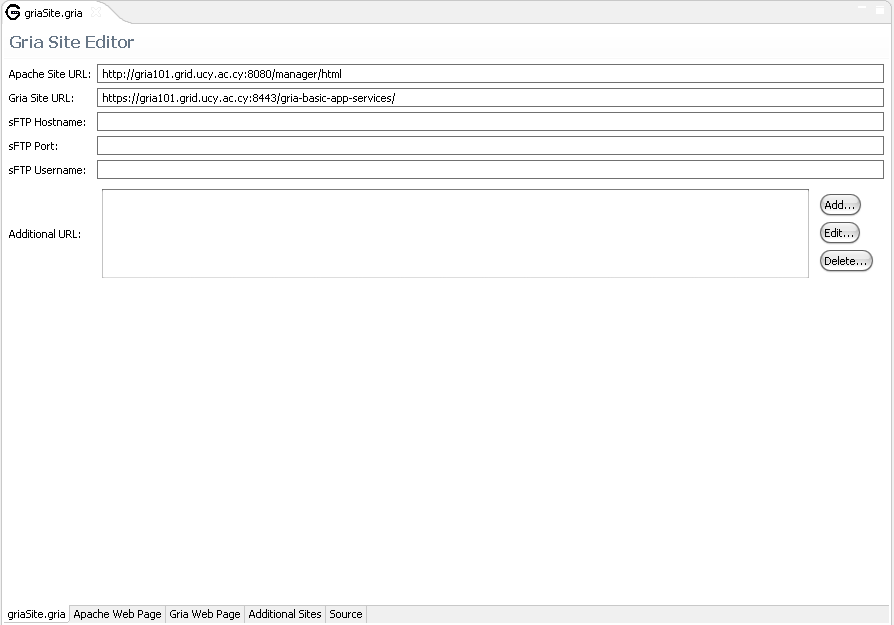 griaSite.gria
Gria Site Editor
Apache Site URL: http://gria101.grid.ucy.ac.cy:8080/manager/html
Gria Site URL: https://gria101.grid.ucy.ac.cy:8443/gria-basic-app-services/
sFTP Hostname:
sFTP Port:
sFTP Username:
Additional URL:
Add...
Edit...
Delete...
griaSite.gria Apache Web Page Gria Web Page Additional Sites Source